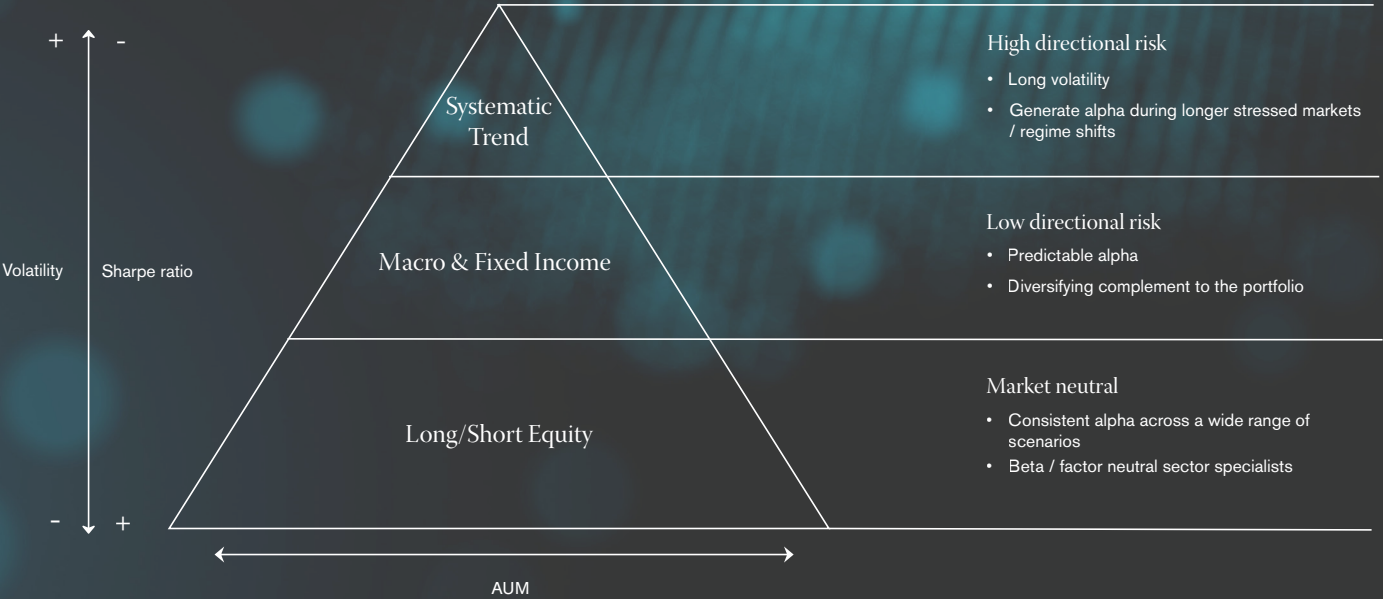 + -
Systematic
Trend
High directional risk
• Long volatility
• Generate alpha during longer stressed markets
/ regime shifts
Volatility
Sharpe ratio
Macro & Fixed Income
Low directional risk
• Predictable alpha
• Diversifying complement to the portfolio
Long/Short Equity
Market neutral
• Consistent alpha across a wide range of
scenarios
• Beta / factor neutral sector specialists
- +
AUM